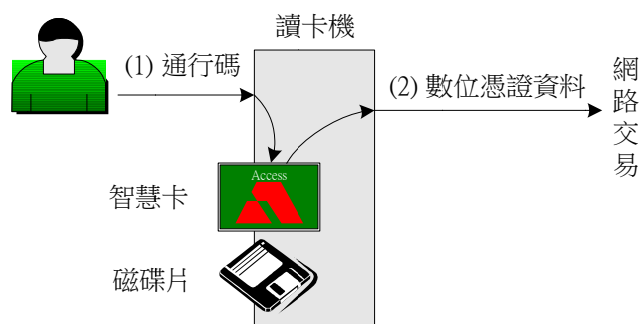 讀卡機
(1) 通行碼
(2) 數位憑證資料
網路交易
Access
智慧卡
磁碟片